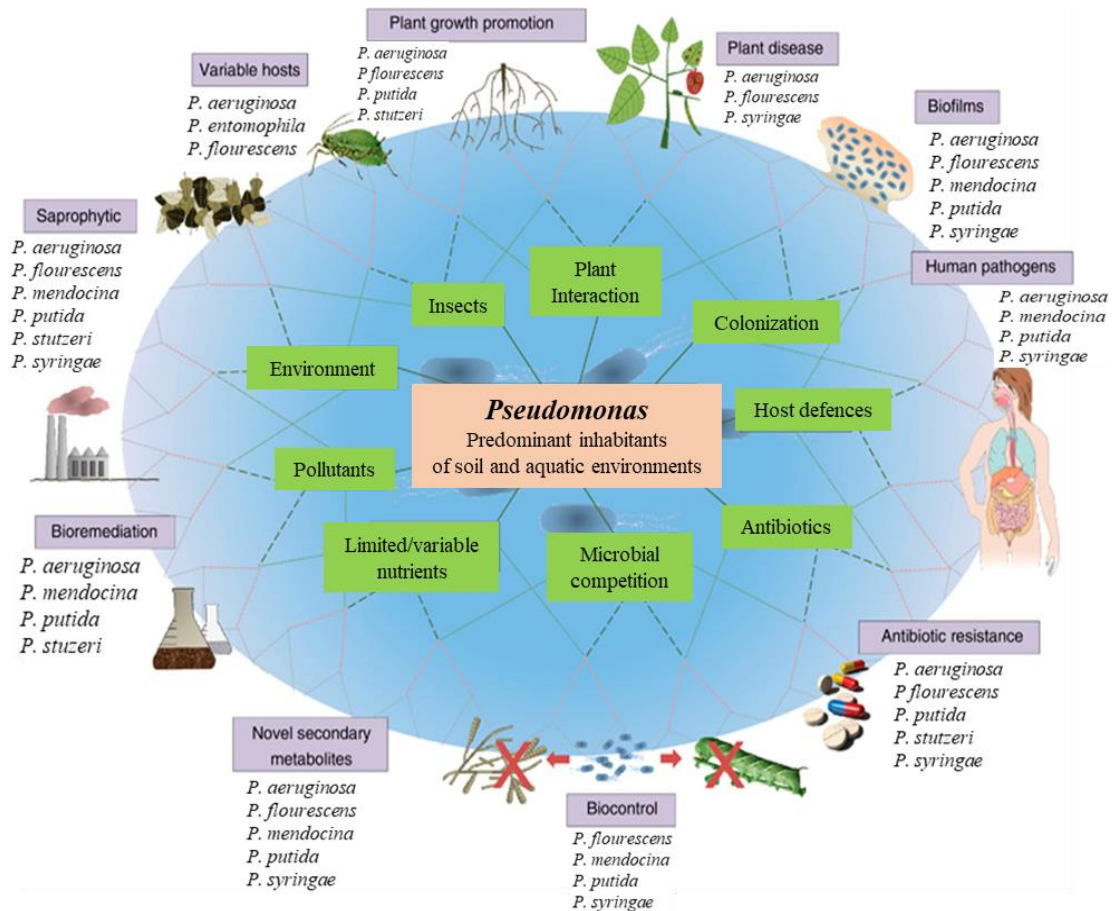 Plant growth promotion
P. aeruginosa
P flourescens
P. putida
P. stutzeri
Plant disease
P. aeruginosa
P. flourescens
P. syringae
Variable hosts
P. aeruginosa
P. entomophila
P. flourescens
Biofilms
P. aeruginosa
P. flourescens
P. mendocina
P. putida
P. syringae
Saprophytic
P. aeruginosa
P. flourescens
P. mendocina
P. putida
P. stutzeri
P. syringae
Human pathogens
P. aeruginosa
P. mendocina
P. putida
P. syringae
Plant
Interaction
Insects
Colonization
Environment
Host defences
Pseudomonas
Predominant inhabitants
of soil and aquatic environments
Pollutants
Antibiotics
Limited/variable
nutrients
Microbial
competition
Bioremediation
P. aeruginosa
P. mendocina
P. putida
P. stuzeri
Antibiotic resistance
P. aeruginosa
P flourescens
P. putida
P. stutzeri
P. syringae
Novel secondary
metabolites
P. aeruginosa
P. flourescens
P. mendocina
P. putida
P. syringae
Biocontrol
P. flourescens
P. mendocina
P. putida
P. syringae